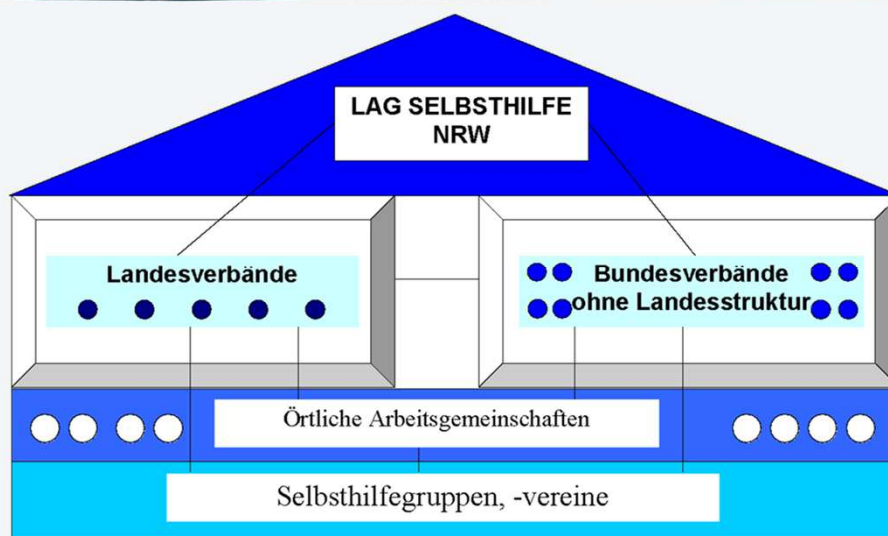 LAG SELBSTHILFE
NRW
Landesverbände
Bundesverbände
ohne Landesstruktur
Örtliche Arbeitsgemeinschaften
Selbsthilfegruppen, -vereine